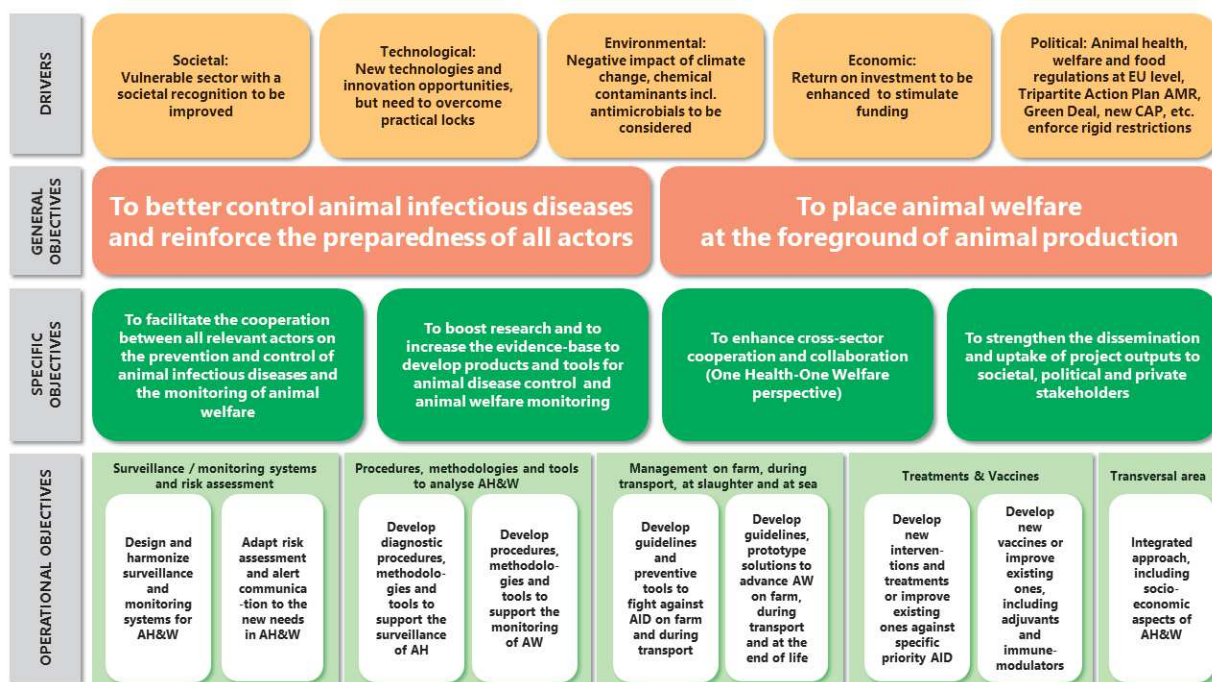 DRIVERS
Societal:
Vulnerable sector with a
societal recognition to be
improved
Technological:
New technologies and
innovation opportunities,
but need to overcome
practical locks
Environmental:
Negative impact of climate
change, chemical
contaminants incl.
antimicrobials to be
considered
Economic:
Return on investment to be
enhanced to stimulate
funding
Political: Animal health,
welfare and food
regulations at EU level,
Tripartite Action Plan AMR,
Green Deal, new CAP, etc.
enforce rigid restrictions
GENERAL
OBJECTIVES
To better control animal infectious diseases
and reinforce the preparedness of all actors
To place animal welfare
at the foreground of animal production
SPECIFIC
OBJECTIVES
To facilitate the cooperation
between all relevant actors on
the prevention and control of
animal infectious diseases and
the monitoring of animal
welfare
To boost research and to
increase the evidence-base to
develop products and tools for
animal disease control and
animal welfare monitoring
To enhance cross-sector
cooperation and collaboration
(One Health-One Welfare
perspective)
To strengthen the dissemination
and uptake of project outputs to
societal, political and private
stakeholders
OPERATIONAL OBJECTIVES
Surveillance / monitoring systems
and risk assessment
Design and
harmonize
surveillance
and
monitoring
systems for
AH&W
Adapt risk
assessment
and alert
communica
-tion to the
new needs
in AH&W
Procedures, methodologies and tools
to analyse AH&W
Develop
diagnostic
procedures,
methodolo-
gies and
tools to
support the
surveillance
of AH
Develop
procedures,
methodolo-
gies and
tools to
support the
monitoring
of AW
Management on farm, during
transport, at slaughter and at sea
Develop
guidelines
and
preventive
tools to
fight against
AID on farm
and during
transport
Develop
guidelines,
prototype
solutions to
advance AW
on farm,
during
transport
and at the
end of life
Treatments & Vaccines
Develop
new
interven-
tions and
treatments
or improve
existing
ones against
specific
priority AID
Develop
new
vaccines or
improve
existing
ones,
including
adjuvants
and
immune-
modulators
Transversal area
Integrated
approach,
including
socio-
economic
aspects of
AH&W